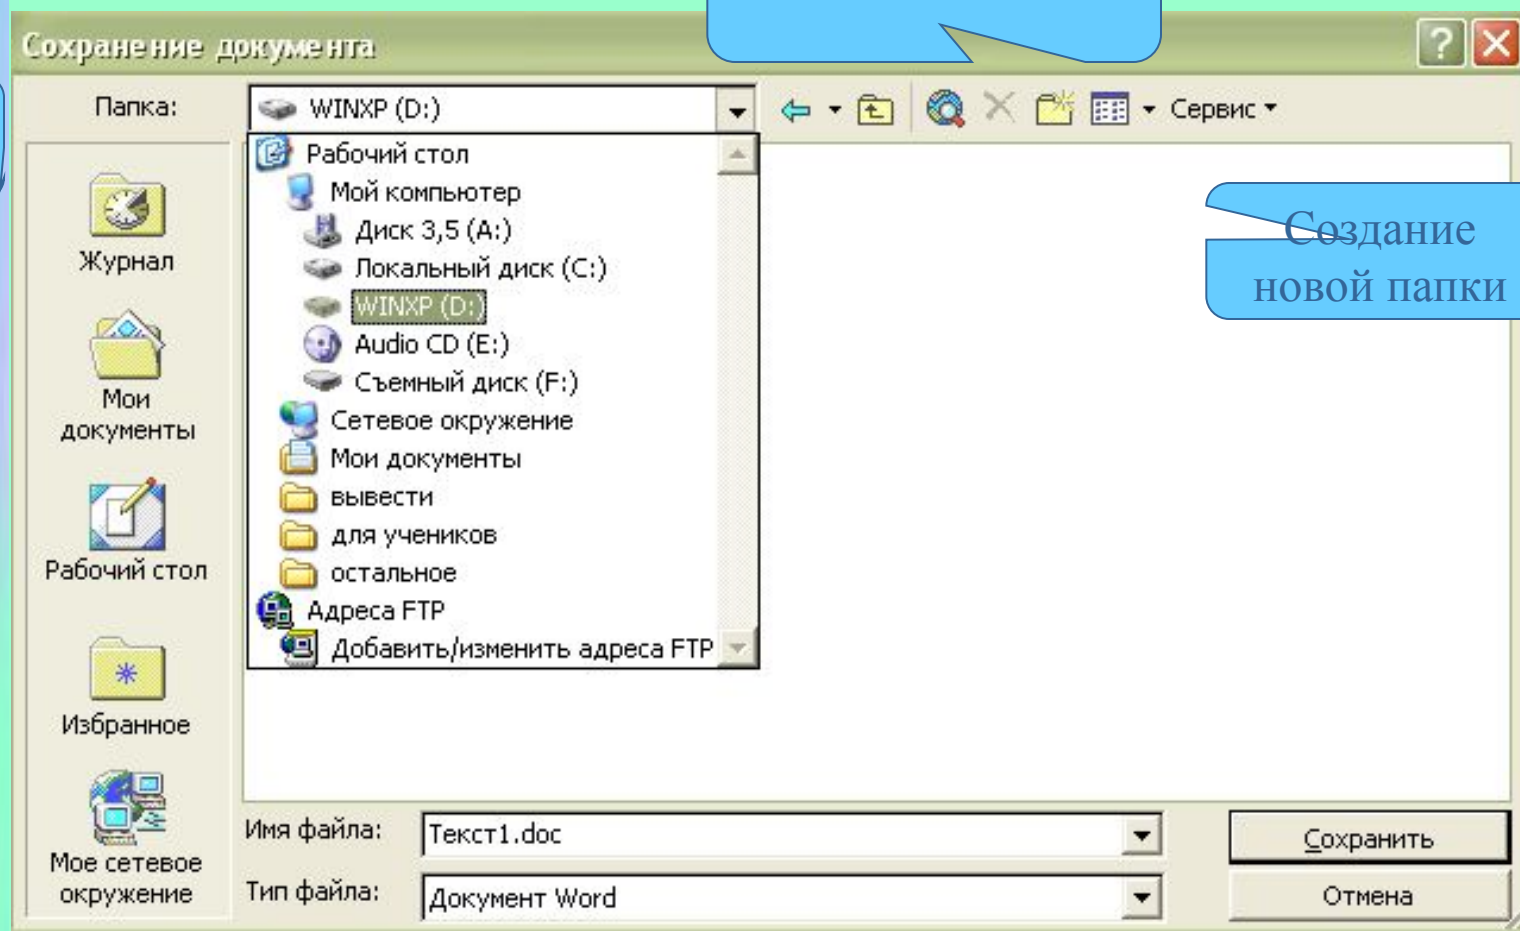 Сохранение документа
Папка:
WINXP (D:)
Сервис
Рабочий стол
Мой компьютер
Диск 3,5 (A:)
Локальный диск (C:)
WINXP (D:)
Audio CD (E:)
Съемный диск (F:)
Сетевое окружение
Мои документы
вывести
для учеников
остальное
Адреса FTP
Добавить/изменить адреса FTP
Журнал
Мои
документы
Рабочий стол
Избранное
Мое сетевое
окружение
Создание
новой папки
Имя файла:
Текст1.doc
Сохранить
Тип файла:
Документ Word
Отмена